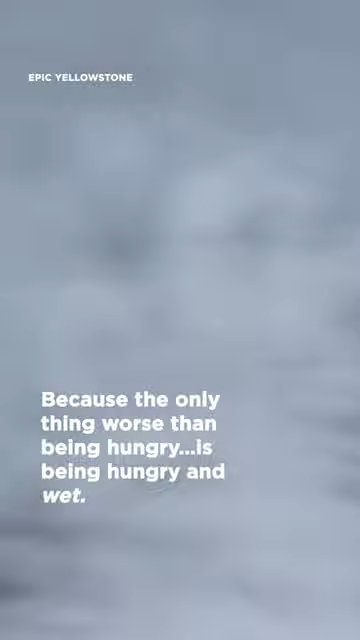 EPIC YELLOWSTONE
Because the only
thing worse than
being hungry...is
being hungry and
wet.